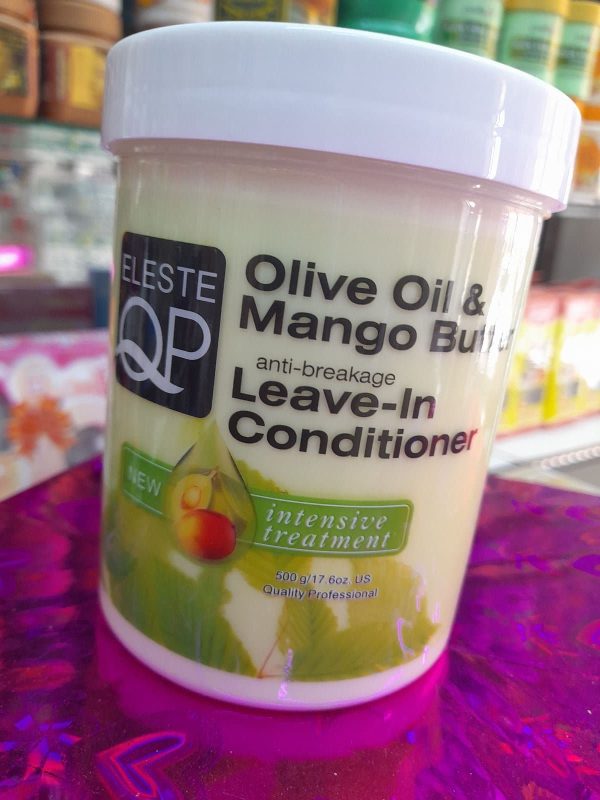 ELESTE
QP
Olive Oil &
Mango Butter
anti-breakage
Leave-In
Conditioner
NEW
intensive
treatment
500 g/17.6oz. US
Quality Professional